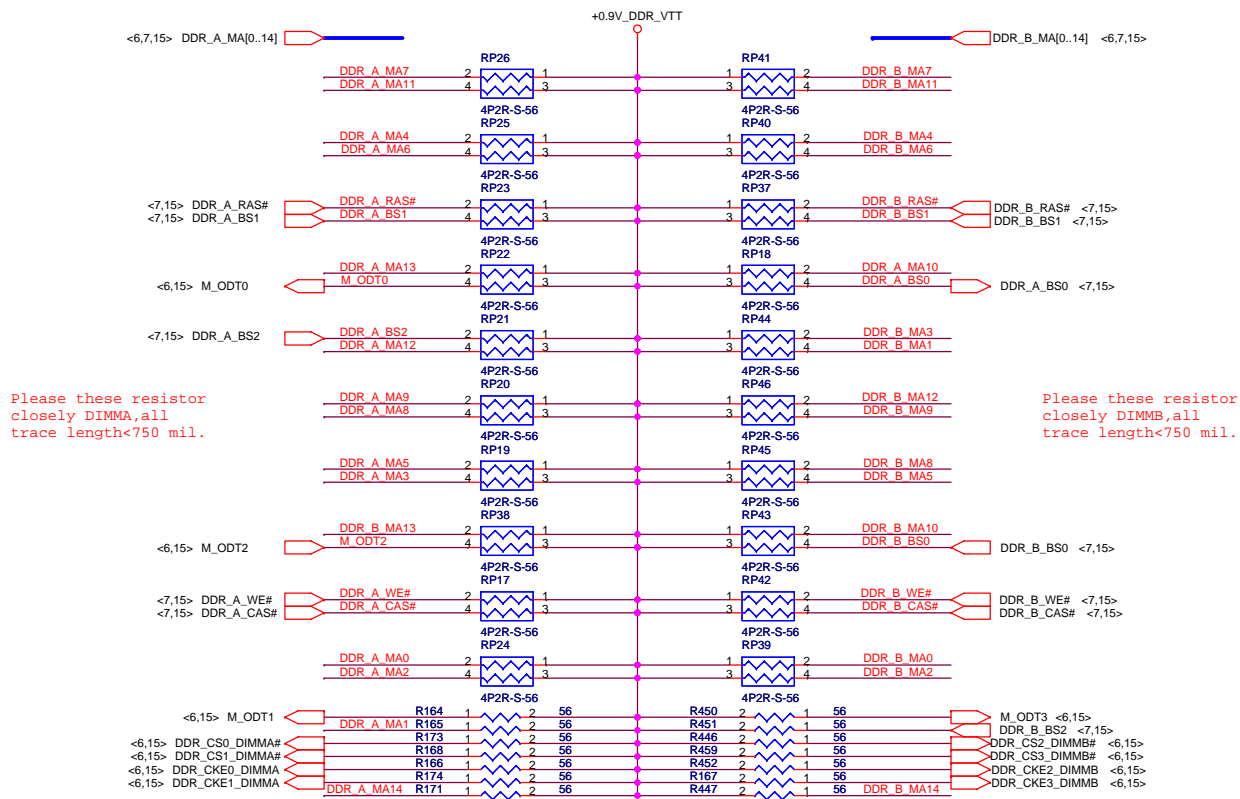 +0.9V_DDR_VTT
<6,7,15> DDR_A_MA[0..14]
DDR_B_MA[0..14] <6,7,15>
RP26 RP41
DDR_A_MA7 2 1 1 2 DDR_B_MA7
DDR_A_MA11 4 3 3 4 DDR_B_MA11
4P2R-S-56 4P2R-S-56
RP25 RP40
DDR_A_MA4 2 1 1 2 DDR_B_MA4
DDR_A_MA6 4 3 3 4 DDR_B_MA6
4P2R-S-56 4P2R-S-56
RP23 RP37
<7,15> DDR_A_RAS# DDR_A_RAS# 2 1 1 2 DDR_B_RAS# DDR_B_RAS# <7,15>
<7,15> DDR_A_BS1 DDR_A_BS1 4 3 3 4 DDR_B_BS1 DDR_B_BS1 <7,15>
4P2R-S-56 4P2R-S-56
RP22 RP18
DDR_A_MA13 2 1 1 2 DDR_A_MA10
<6,15> M_ODT0 M_ODT0 4 3 3 4 DDR_A_BS0 DDR_A_BS0 <7,15>
4P2R-S-56 4P2R-S-56
RP21 RP44
<7,15> DDR_A_BS2 DDR_A_BS2 2 1 1 2 DDR_B_MA3
DDR_A_MA12 4 3 3 4 DDR_B_MA1
4P2R-S-56 4P2R-S-56
RP20 RP46
DDR_A_MA9 2 1 1 2 DDR_B_MA12
DDR_A_MA8 4 3 3 4 DDR_B_MA9
4P2R-S-56 4P2R-S-56
Please these resistor
closely DIMMA,all
trace length<750 mil.
Please these resistor
closely DIMMB,all
trace length<750 mil.
RP19 RP45
DDR_A_MA5 2 1 1 2 DDR_B_MA8
DDR_A_MA3 4 3 3 4 DDR_B_MA5
4P2R-S-56 4P2R-S-56
RP38 RP43
DDR_B_MA13 2 1 1 2 DDR_B_MA10
<6,15> M_ODT2 M_ODT2 4 3 3 4 DDR_B_BS0 DDR_B_BS0 <7,15>
4P2R-S-56 4P2R-S-56
RP17 RP42
<7,15> DDR_A_WE# DDR_A_WE# 2 1 1 2 DDR_B_WE# DDR_B_WE# <7,15>
<7,15> DDR_A_CAS# DDR_A_CAS# 4 3 3 4 DDR_B_CAS# DDR_B_CAS# <7,15>
4P2R-S-56 4P2R-S-56
RP24 RP39
DDR_A_MA0 2 1 1 2 DDR_B_MA0
DDR_A_MA2 4 3 3 4 DDR_B_MA2
4P2R-S-56 4P2R-S-56
<6,15> M_ODT1 R164 1 2 56 R450 2 1 56 M_ODT3 <6,15>
DDR_A_MA1 R165 1 2 56 R451 2 1 56 DDR_B_BS2 <7,15>
<6,15> DDR_CS0_DIMMA# R173 1 2 56 R446 2 1 56 DDR_CS2_DIMMB# <6,15>
<6,15> DDR_CS1_DIMMA# R168 1 2 56 R459 2 1 56 DDR_CS3_DIMMB# <6,15>
<6,15> DDR_CKE0_DIMMA R166 1 2 56 R452 2 1 56 DDR_CKE2_DIMMB <6,15>
<6,15> DDR_CKE1_DIMMA R174 1 2 56 R167 2 1 56 DDR_CKE3_DIMMB <6,15>
DDR_A_MA14 R171 1 2 56 R447 2 1 56 DDR_B_MA14